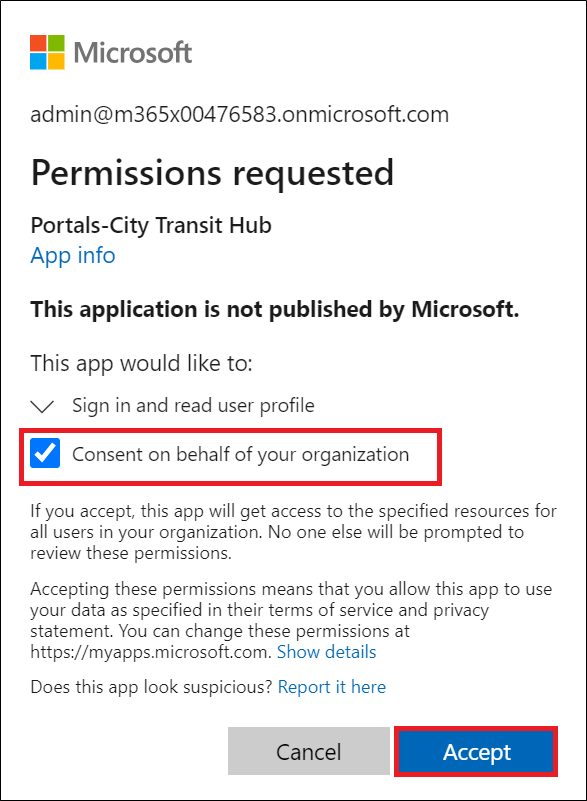 Microsoft
admin@m365x00476583.onmicrosoft.com
Permissions requested
Portals-City Transit Hub
App info
This application is not published by Microsoft.
This app would like to:
Sign in and read user profile
Consent on behalf of your organization
If you accept, this app will get access to the specified resources for
all users in your organization. No one else will be prompted to
review these permissions.
Accepting these permissions means that you allow this app to use
your data as specified in their terms of service and privacy
statement. You can change these permissions at
https://myapps.microsoft.com. Show details
Does this app look suspicious? Report it here
Cancel
Accept